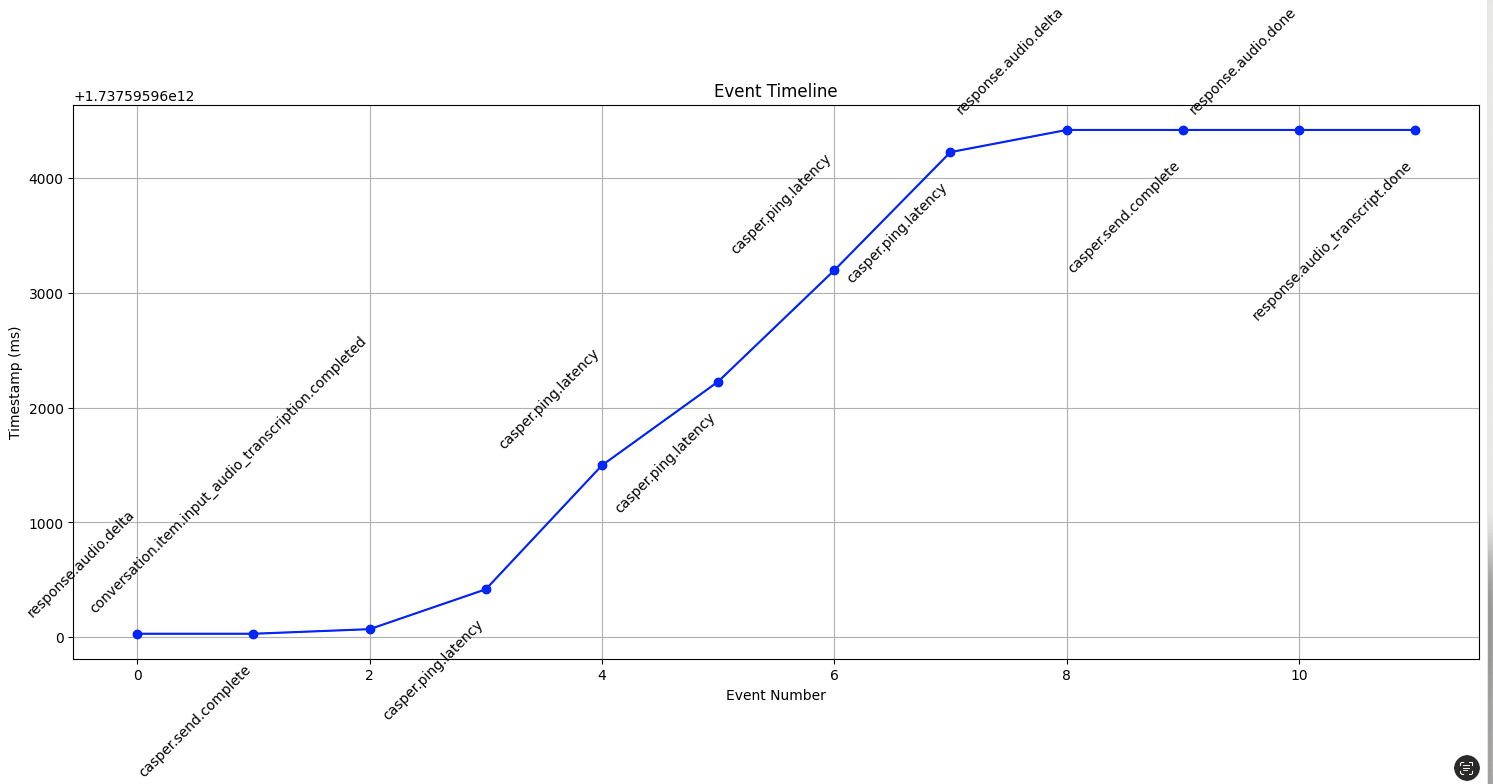 response.audio.delta
response.audio.done
Event Timeline
+1.73759596e12
4000
3000
2000
1000
0
Timestamp (ms)
response.audio.delta
casper.send.complete
conversation.item.input_audio_transcription.completed
casper.ping.latency
casper.ping.latency
casper.ping.latency
casper.ping.latency
casper.ping.latency
casper.send.complete
response.audio_transcript.done
0
2
4
6
8
10
Event Number